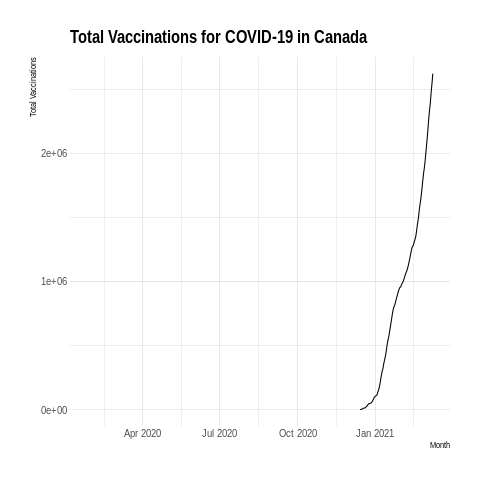 Total Vaccinations for COVID-19 in Canada
Total Vaccinations
2e+06
1e+06
0e+00
Apr 2020 Jul 2020 Oct 2020 Jan 2021
Month